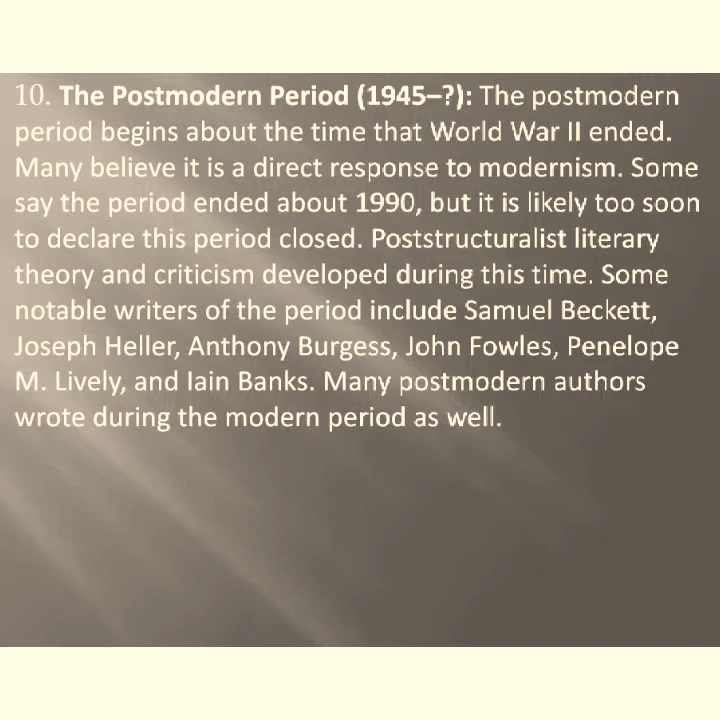 10. The Postmodern Period (1945–?): The postmodern
period begins about the time that World War II ended.
Many believe it is a direct response to modernism. Some
say the period ended about 1990, but it is likely too soon
to declare this period closed. Poststructuralist literary
theory and criticism developed during this time. Some
notable writers of the period include Samuel Beckett,
Joseph Heller, Anthony Burgess, John Fowles, Penelope
M. Lively, and Iain Banks. Many postmodern authors
wrote during the modern period as well.